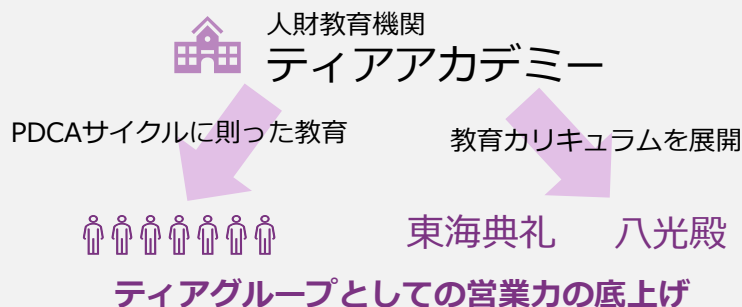 人財教育機関
ティアアカデミー
PDCAサイクルに則った教育
教育カリキュラムを展開
東海典礼 八光殿
ティアグループとしての営業力の底上げ